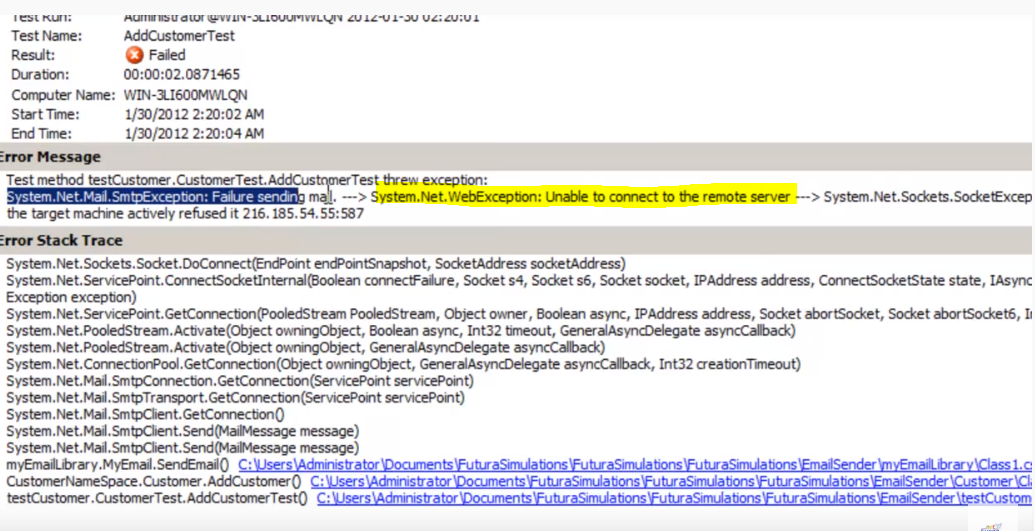 Test Run: Administrator@WIN-3LI600MWLQN 2012-01-30 02:20:01
Test Name: AddCustomerTest
Result: Failed
Duration: 00:00:02.0871465
Computer Name: WIN-3LI600MWLQN
Start Time: 1/30/2012 2:20:02 AM
End Time: 1/30/2012 2:20:04 AM
Error Message
Test method testCustomer.CustomerTest.AddCustomerTest threw exception:
System.Net.Mail.SmtpException: Failure sending mail. ---> System.Net.WebException: Unable to connect to the remote server ---> System.Net.Sockets.SocketExcep
the target machine actively refused it 216.185.54.55:587
Error Stack Trace
System.Net.Sockets.Socket.DoConnect(EndPoint endPointSnapshot, SocketAddress socketAddress)
System.Net.ServicePoint.ConnectSocketInternal(Boolean connectFailure, Socket s4, Socket s6, Socket socket, IPAddress address, ConnectSocketState state, IAsync
Exception exception)
System.Net.ServicePoint.GetConnection(PooledStream PooledStream, Object owner, Boolean async, IPAddress address, Socket abortSocket, Socket abortSocket6,
System.Net.PooledStream.Activate(Object owningObject, Boolean async, Int32 timeout, GeneralAsyncDelegate asyncCallback)
System.Net.PooledStream.Activate(Object owningObject, GeneralAsyncDelegate asyncCallback)
System.Net.ConnectionPool.GetConnection(Object owningObject, GeneralAsyncDelegate asyncCallback, Int32 creationTimeout)
System.Net.Mail.SmtpConnection.GetConnection(ServicePoint servicePoint)
System.Net.Mail.SmtpTransport.GetConnection(ServicePoint servicePoint)
System.Net.Mail.SmtpClient.GetConnection()
System.Net.Mail.SmtpClient.Send(MailMessage message)
System.Net.Mail.SmtpClient.Send(MailMessage message)
myEmailLibrary.MyEmail.SendEmail() C:\Users\Administrator\Documents\FuturaSimulations\FuturaSimulations\FuturaSimulations\EmailSender\myEmailLibrary\Class1.cs
CustomerNameSpace.Customer.AddCustomer() C:\Users\Administrator\Documents\FuturaSimulations\FuturaSimulations\FuturaSimulations\EmailSender\Customer\Cla
testCustomer.CustomerTest.AddCustomerTest() C:\Users\Administrator\Documents\FuturaSimulations\FuturaSimulations\FuturaSimulations\EmailSender\testCustom